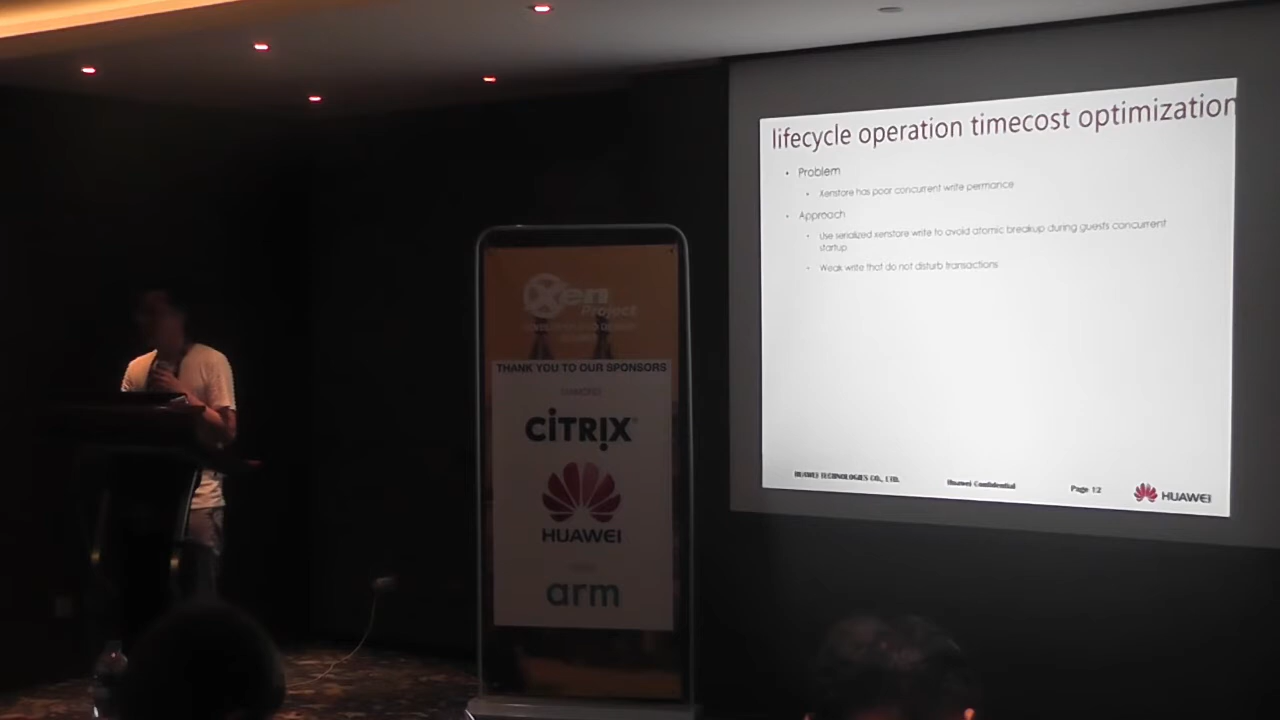 lifecycle operation timecost optimization
Problem
Xenstore has poor concurrent write permance
Approach
Use serialized xenstore write to avoid atomic breakup during guests concurrent
startup
Weak write that do not disturb transactions
HUAWEI TECHNOLOGIES CO., LTD.
Huawei Confidential
Page 12
HUAWEI
Xen
Project
THANK YOU TO OUR SPONSORS
CITRIX
HUAWEI
arm